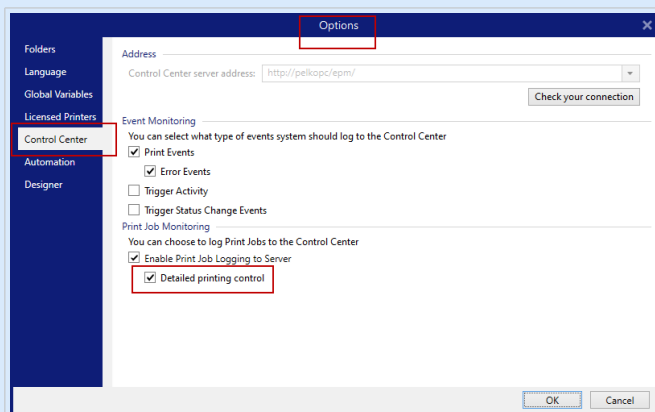 Options
Folders
Language
Global Variables
Licensed Printers
Control Center
Automation
Designer
Address
Control Center server address: http://pelkopc/epm/
Check your connection
Event Monitoring
You can select what type of events system should log to the Control Center
Print Events
Error Events
Trigger Activity
Trigger Status Change Events
Print Job Monitoring
You can choose to log Print Jobs to the Control Center
Enable Print Job Logging to Server
Detailed printing control
OK Cancel